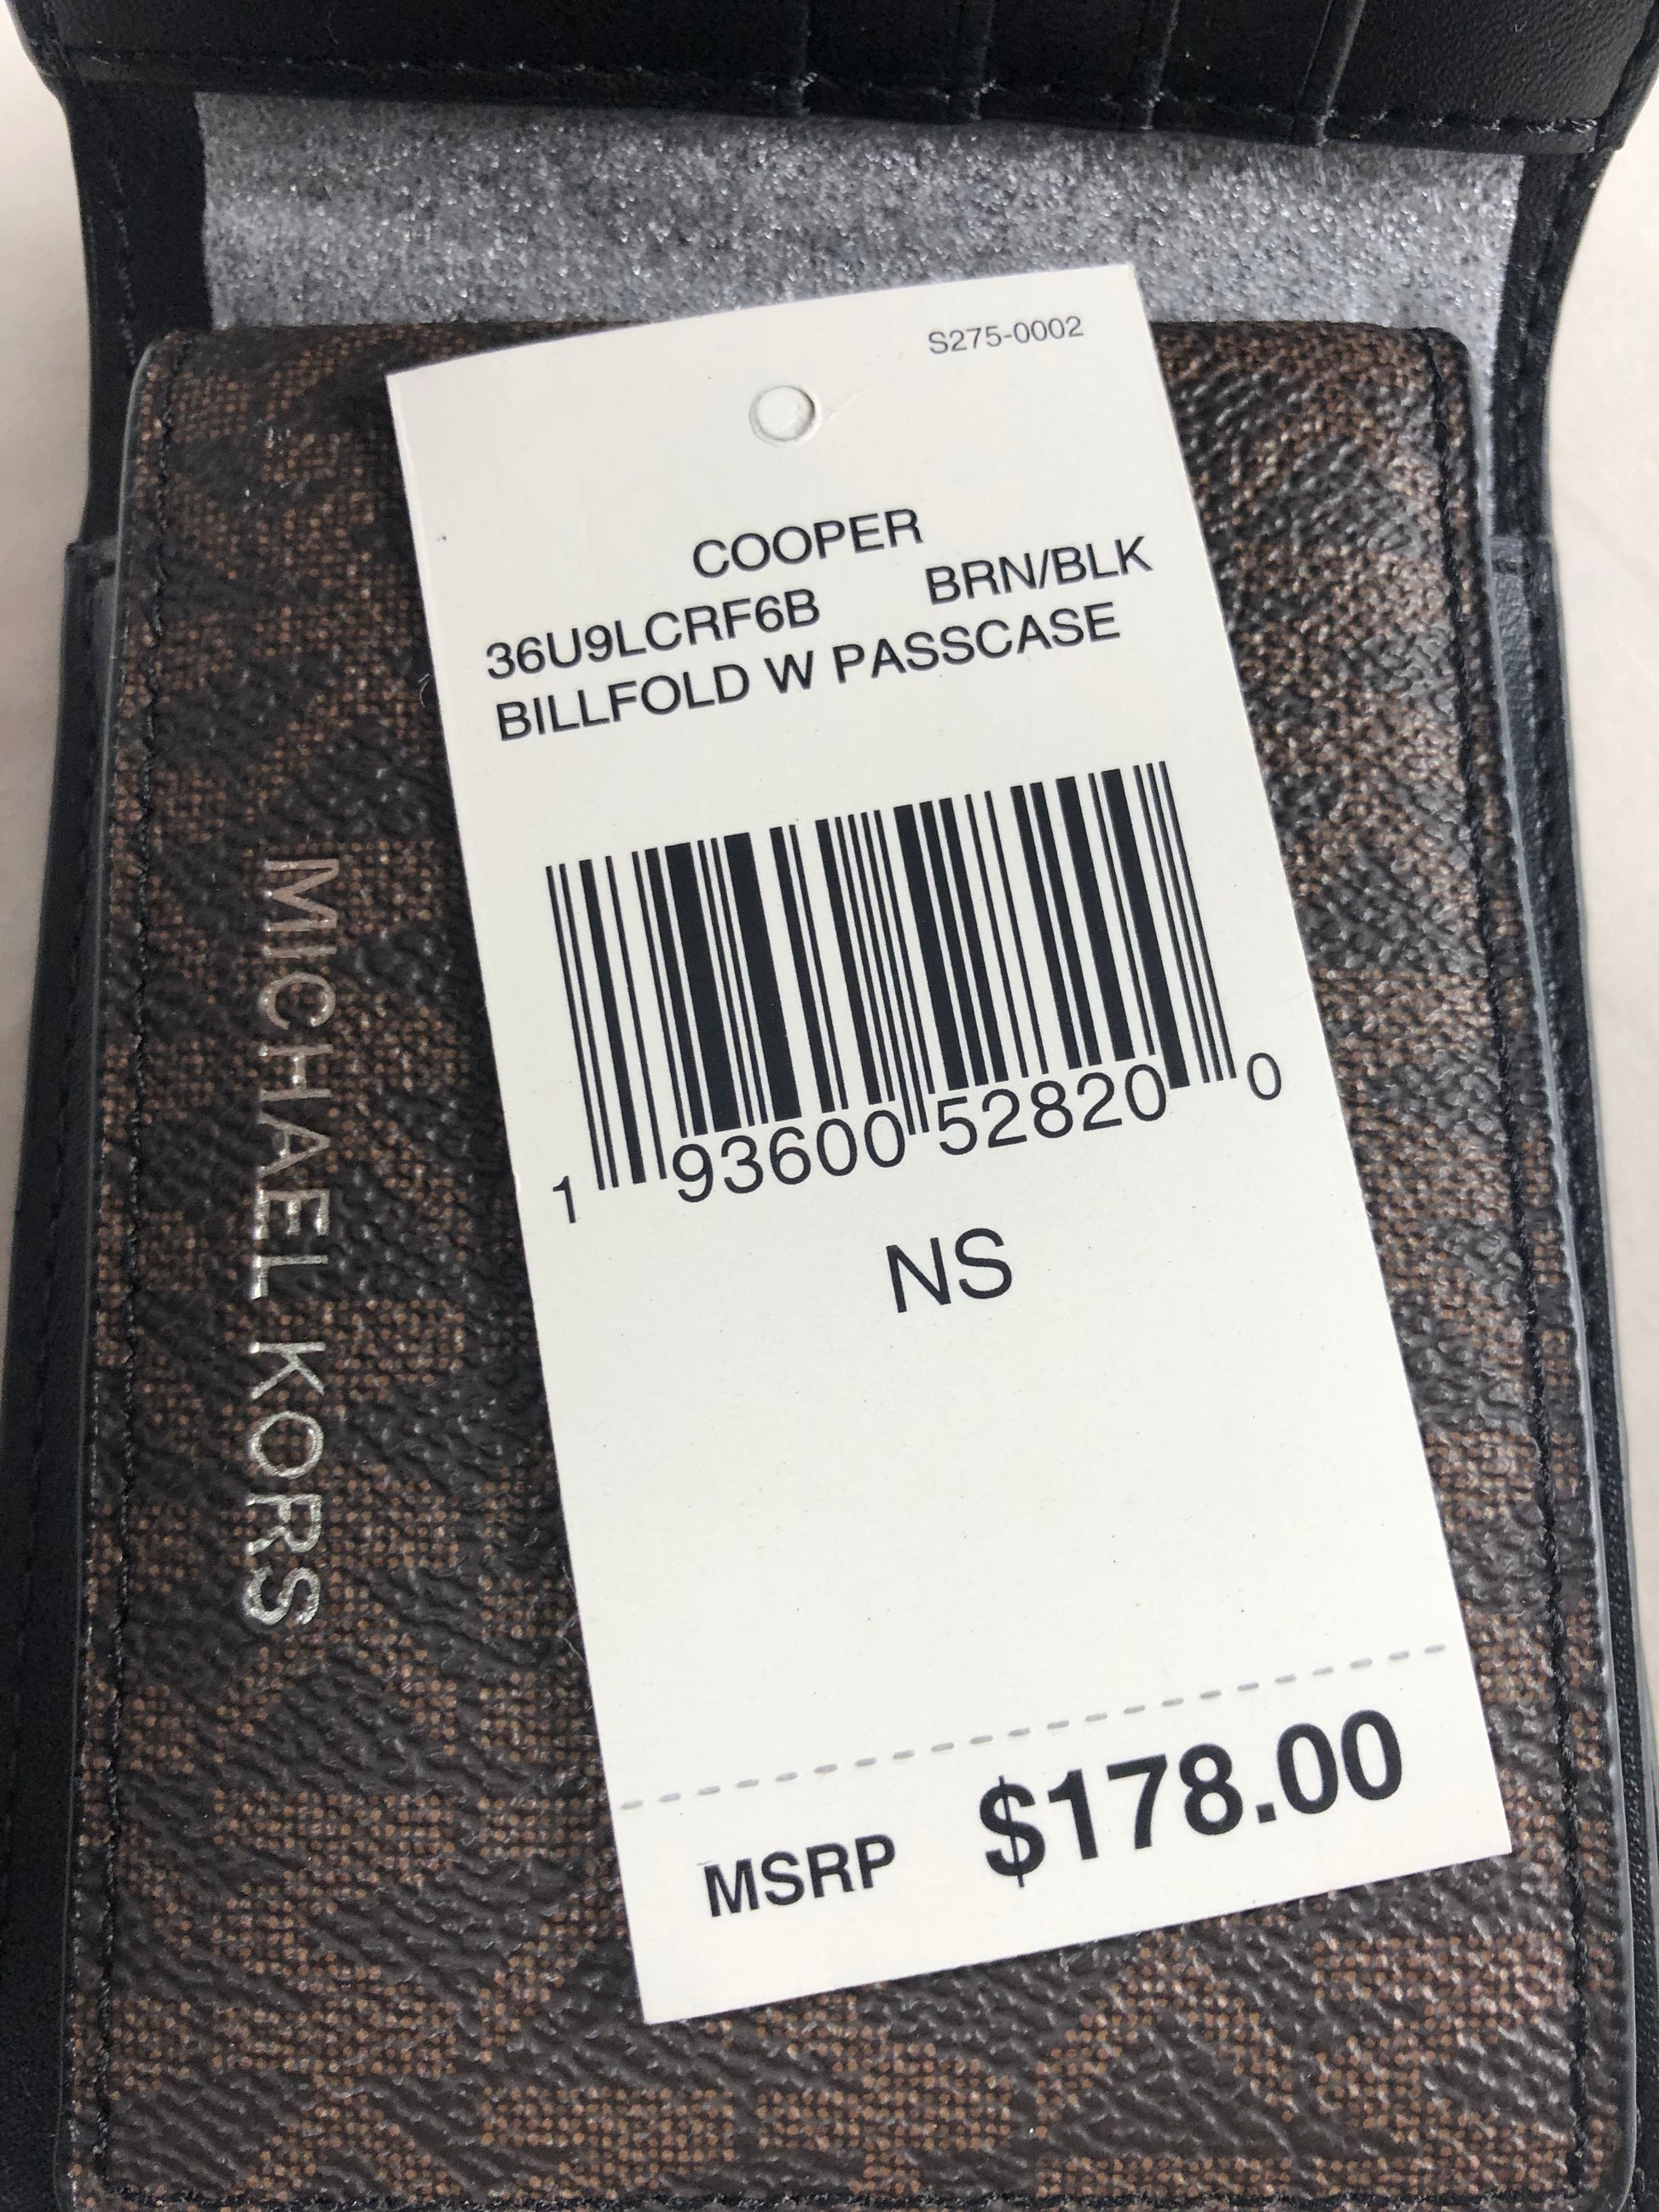 S275-0002
COOPER
36U9LCRF6B BRN/BLK
BILLFOLD W PASSCASE
1 93600 52820 0
NS
MSRP $178.00
MICHAEL KORS